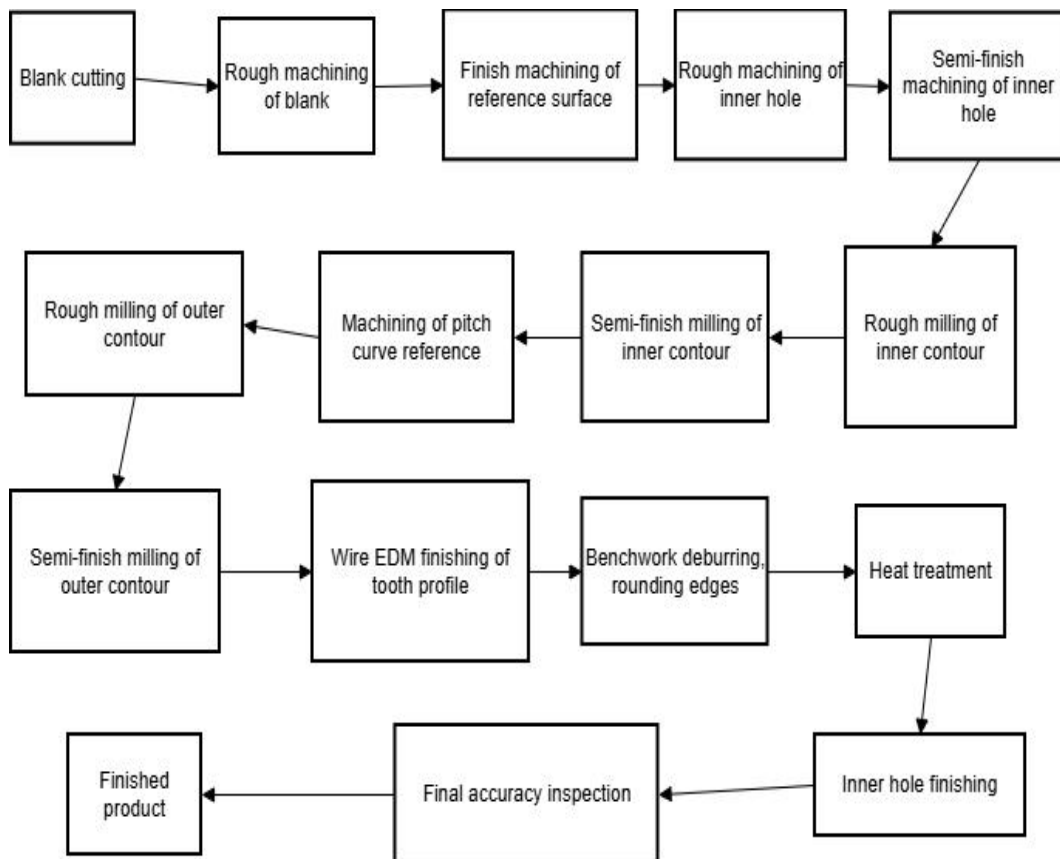 Blank cutting
Rough machining
of blank
Finish machining of
reference surface
Rough machining of
inner hole
Semi-finish
machining of inner
hole
Rough milling of
inner contour
Semi-finish milling of
inner contour
Machining of pitch
curve reference
Rough milling of outer
contour
Semi-finish milling of
outer contour
Wire EDM finishing of
tooth profile
Benchwork deburring,
rounding edges
Heat treatment
Inner hole finishing
Final accuracy inspection
Finished
product